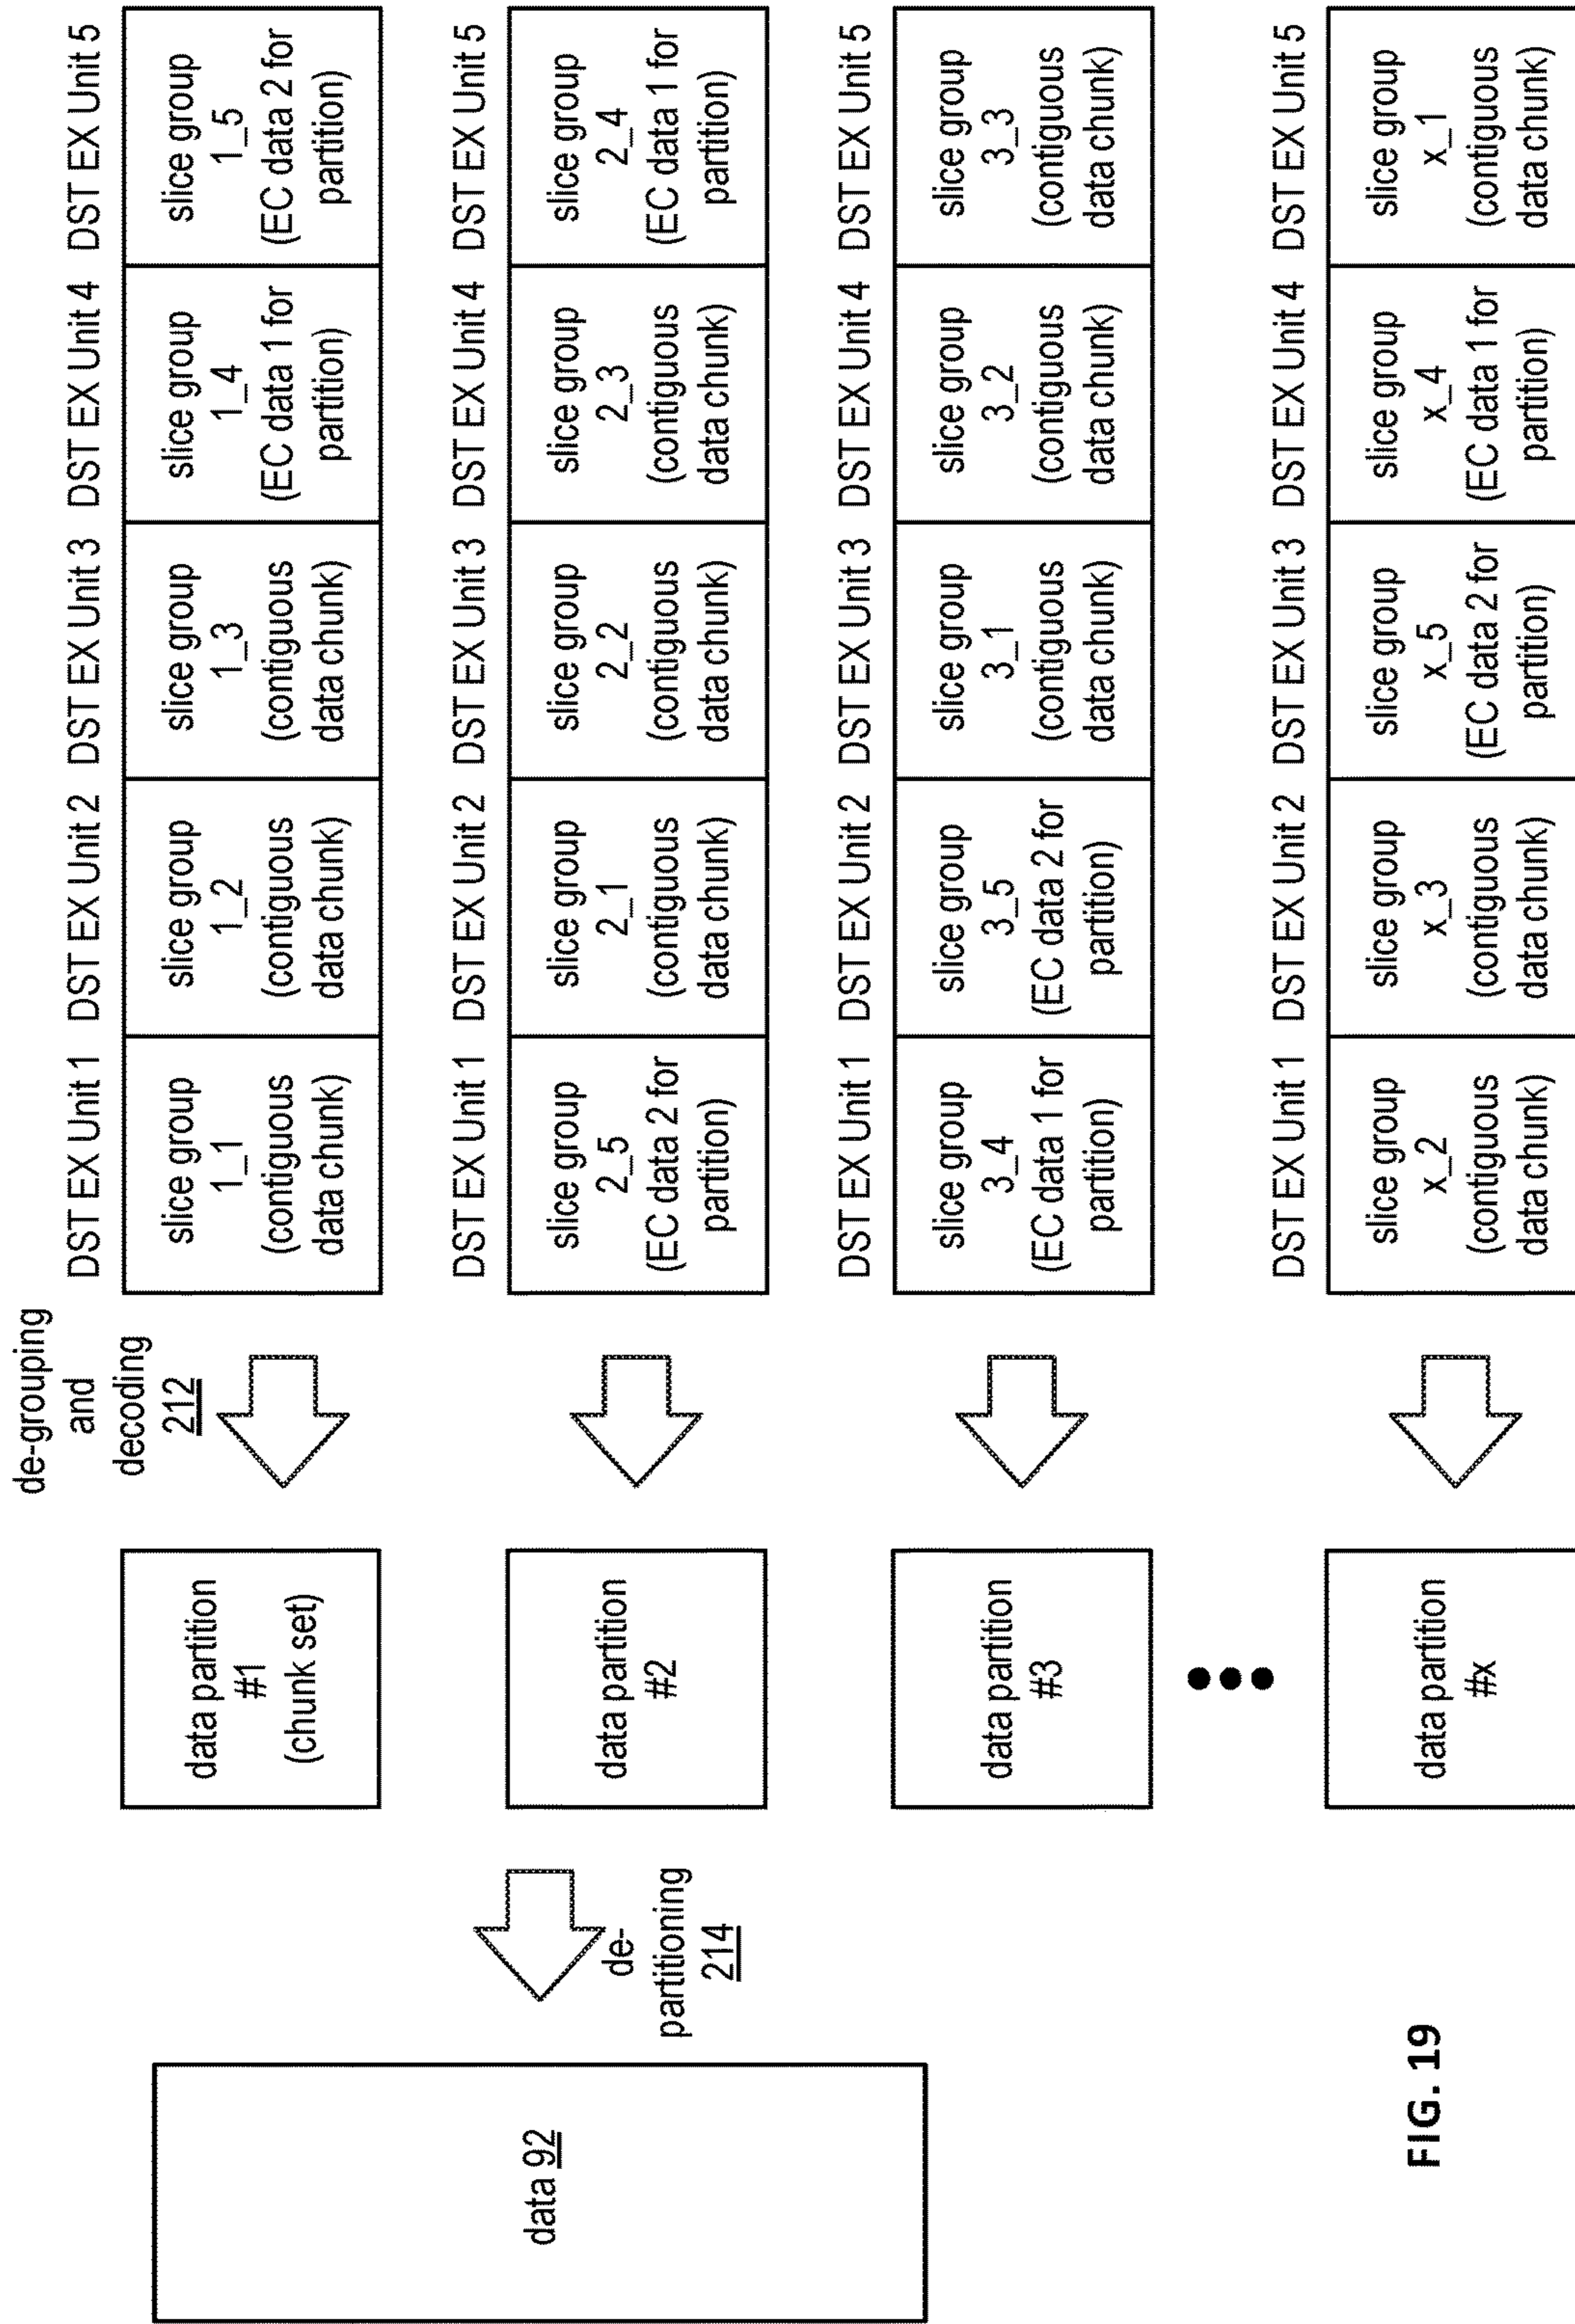 data 92
de-
partitioning
214
data partition
#1
(chunk set)
data partition
#2
data partition
#3
data partition
#x
de-grouping
and
decoding
212
DST EX Unit 1 DST EX Unit 2 DST EX Unit 3 DST EX Unit 4 DST EX Unit 5
slice group
1_1
(contiguous
data chunk)
slice group
1_2
(contiguous
data chunk)
slice group
1_3
(contiguous
data chunk)
slice group
1_4
(EC data 1 for
partition)
slice group
1_5
(EC data 2 for
partition)
DST EX Unit 1 DST EX Unit 2 DST EX Unit 3 DST EX Unit 4 DST EX Unit 5
slice group
2_5
(EC data 2 for
partition)
slice group
2_1
(contiguous
data chunk)
slice group
2_2
(contiguous
data chunk)
slice group
2_3
(contiguous
data chunk)
slice group
2_4
(EC data 1 for
partition)
DST EX Unit 1 DST EX Unit 2 DST EX Unit 3 DST EX Unit 4 DST EX Unit 5
slice group
3_4
(EC data 1 for
partition)
slice group
3_5
(EC data 2 for
partition)
slice group
3_1
(contiguous
data chunk)
slice group
3_2
(contiguous
data chunk)
slice group
3_3
(contiguous
data chunk)
DST EX Unit 1 DST EX Unit 2 DST EX Unit 3 DST EX Unit 4 DST EX Unit 5
slice group
x_2
(contiguous
data chunk)
slice group
x_3
(contiguous
data chunk)
slice group
x_5
(EC data 2 for
partition)
slice group
x_4
(EC data 1 for
partition)
slice group
x_1
(contiguous
data chunk)
FIG. 19